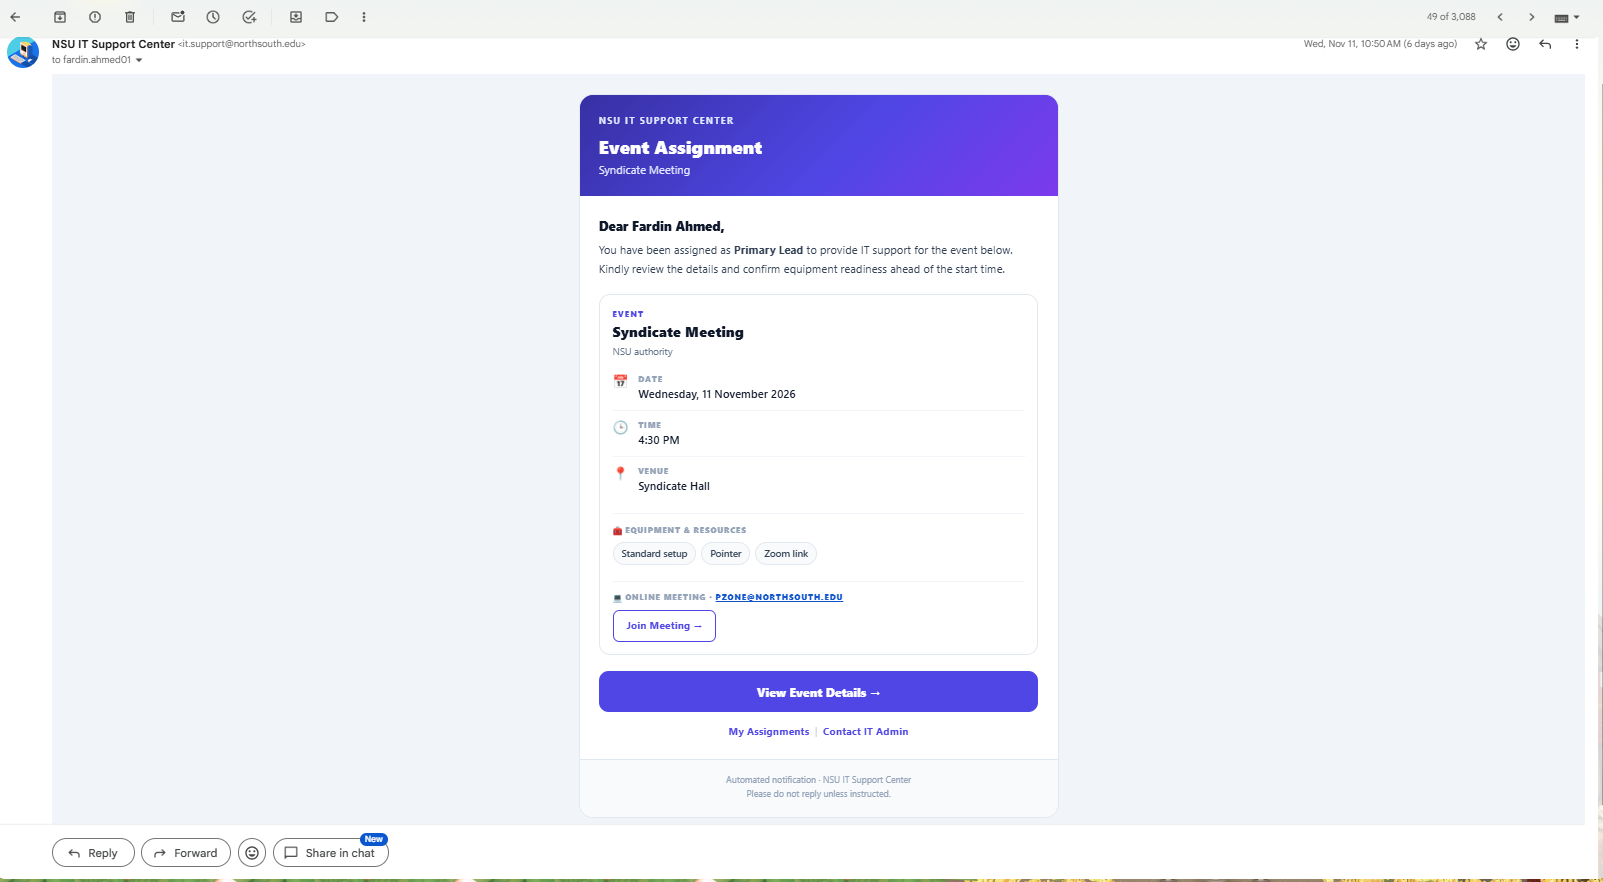 49 of 3,088
NSU IT Support Center <it.support@northsouth.edu>
Wed, Nov 11, 10:50 AM (6 days ago)
to fardin.ahmed01
NSU IT SUPPORT CENTER
Event Assignment
Syndicate Meeting
Dear Fardin Ahmed,
You have been assigned as Primary Lead to provide IT support for the event below.
Kindly review the details and confirm equipment readiness ahead of the start time.
EVENT
Syndicate Meeting
NSU authority
DATE
Wednesday, 11 November 2026
TIME
4:30 PM
VENUE
Syndicate Hall
EQUIPMENT & RESOURCES
Standard setup Pointer Zoom link
ONLINE MEETING · PZONE@NORTHSOUTH.EDU
Join Meeting →
View Event Details →
My Assignments | Contact IT Admin
Automated notification · NSU IT Support Center
Please do not reply unless instructed.
New
Reply Forward Share in chat